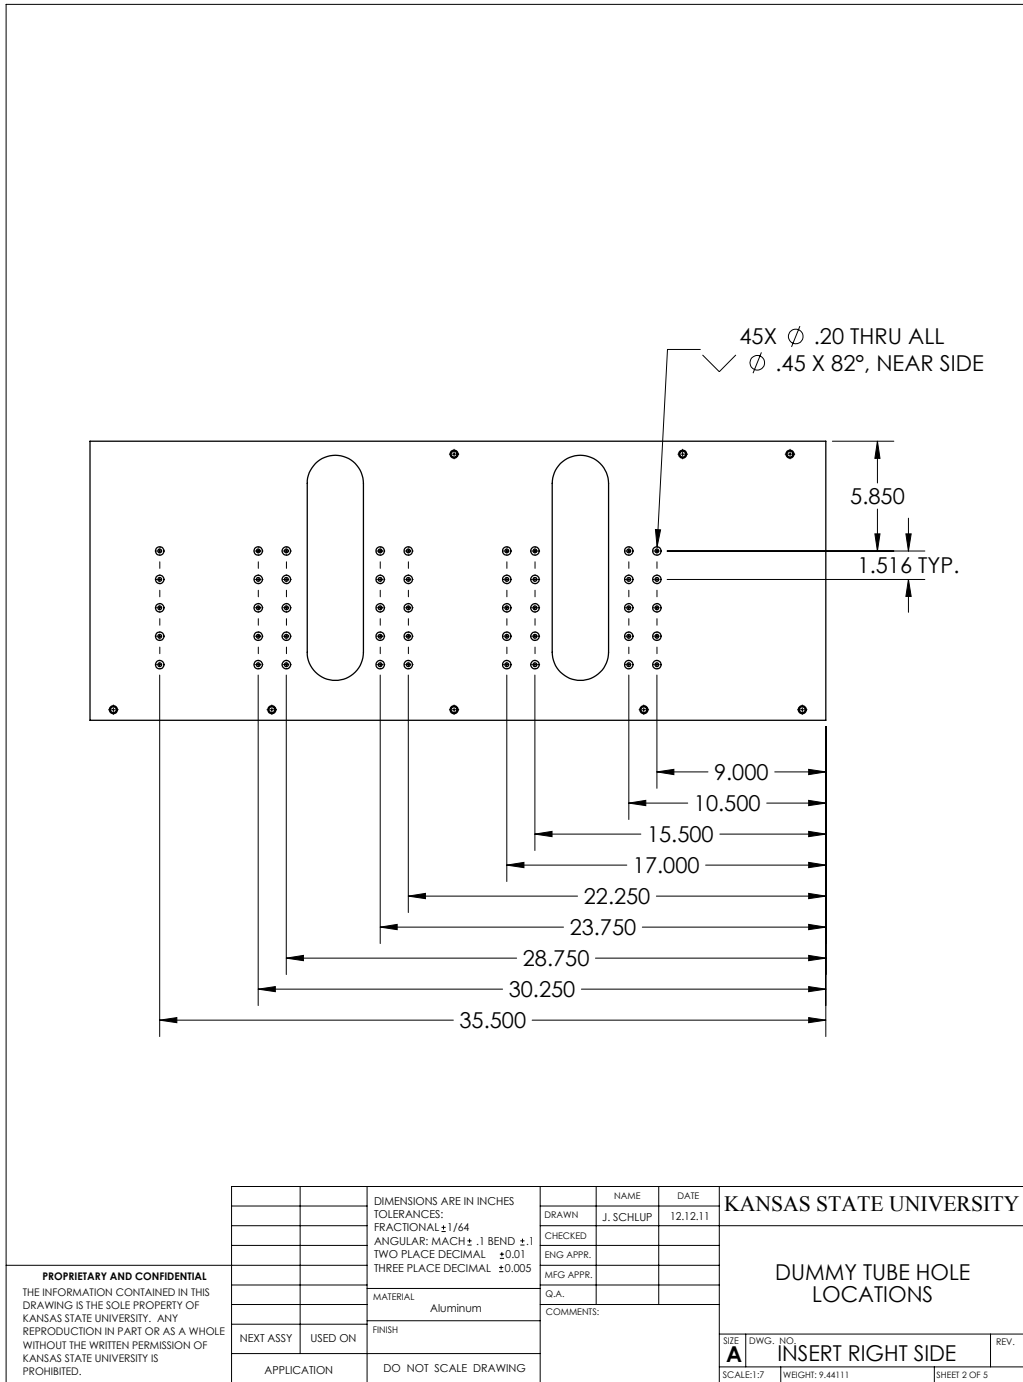 45X Ø .20 THRU ALL
Ø .45 X 82°, NEAR SIDE
5.850
1.516 TYP.
9.000
10.500
15.500
17.000
22.250
23.750
28.750
30.250
35.500
PROPRIETARY AND CONFIDENTIAL
THE INFORMATION CONTAINED IN THIS
DRAWING IS THE SOLE PROPERTY OF
KANSAS STATE UNIVERSITY. ANY
REPRODUCTION IN PART OR AS A WHOLE
WITHOUT THE WRITTEN PERMISSION OF
KANSAS STATE UNIVERSITY IS
PROHIBITED.
NEXT ASSY
USED ON
APPLICATION
DIMENSIONS ARE IN INCHES
TOLERANCES:
FRACTIONAL ±1/64
ANGULAR: MACH± .1 BEND ±.1
TWO PLACE DECIMAL ±0.01
THREE PLACE DECIMAL ±0.005
MATERIAL
Aluminum
FINISH
DO NOT SCALE DRAWING
NAME
DATE
DRAWN
J. SCHLUP
12.12.11
CHECKED
ENG APPR.
MFG APPR.
Q.A.
COMMENTS:
KANSAS STATE UNIVERSITY
DUMMY TUBE HOLE
LOCATIONS
SIZE
A
DWG. NO.
INSERT RIGHT SIDE
REV.
SCALE:1:7
WEIGHT: 9.44111
SHEET 2 OF 5